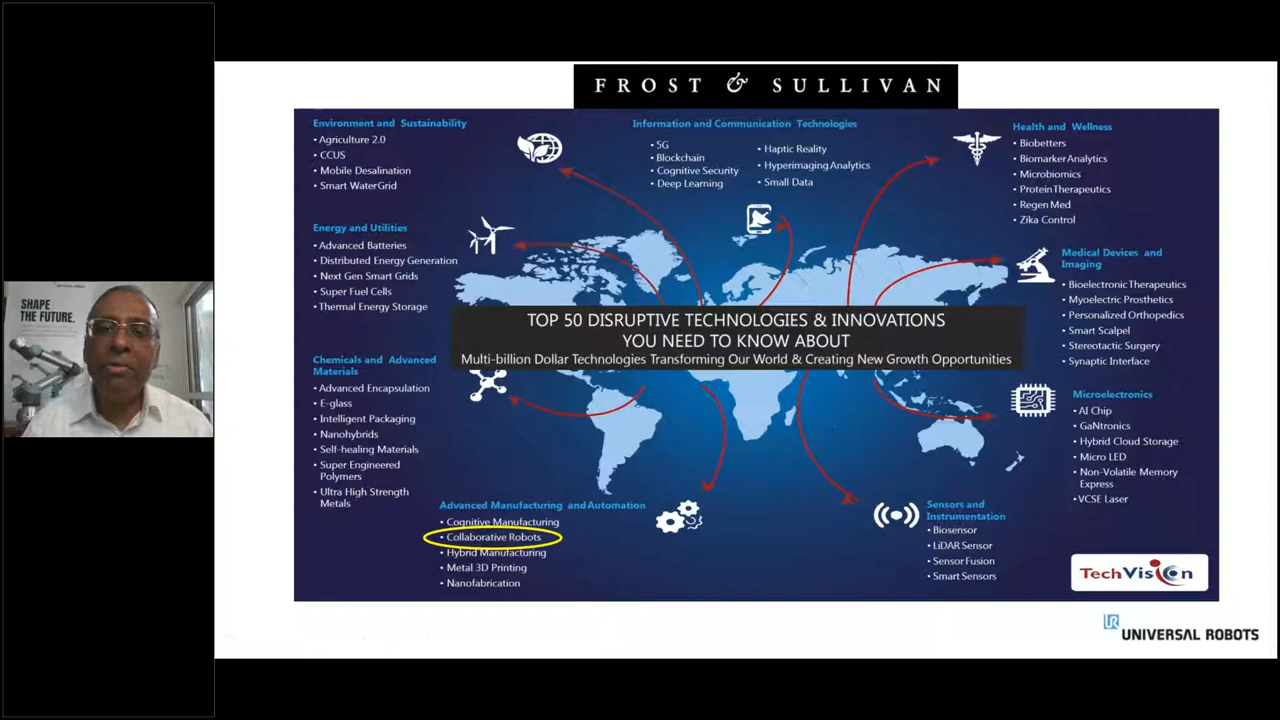 FROST & SULLIVAN
Environment and Sustainability
• Agriculture 2.0
• CCUS
• Mobile Desalination
• Smart WaterGrid
Information and Communication Technologies
• 5G
• Blockchain
• Cognitive Security
• Deep Learning
• Haptic Reality
• Hyperimaging Analytics
• Small Data
Health and Wellness
• Biobetters
• Biomarker Analytics
• Microbiomics
• Protein Therapeutics
• Regen Med
• Zika Control
Energy and Utilities
• Advanced Batteries
• Distributed Energy Generation
• Next Gen Smart Grids
• Super Fuel Cells
• Thermal Energy Storage
Medical Devices and
Imaging
• Bioelectronic Therapeutics
• Myoelectric Prosthetics
• Personalized Orthopedics
• Smart Scalpel
• Stereotactic Surgery
• Synaptic Interface
TOP 50 DISRUPTIVE TECHNOLOGIES & INNOVATIONS
YOU NEED TO KNOW ABOUT
Multi-billion Dollar Technologies Transforming Our World & Creating New Growth Opportunities
SHAPE
THE FUTURE.
Chemicals and Advanced
Materials
• Advanced Encapsulation
• E-glass
• Intelligent Packaging
• Nanohybrids
• Self-healing Materials
• Super Engineered
Polymers
• Ultra High Strength
Metals
Microelectronics
• AI Chip
• GaNtronics
• Hybrid Cloud Storage
• Micro LED
• Non-Volatile Memory
Express
• VCSE Laser
Advanced Manufacturing and Automation
• Cognitive Manufacturing
• Collaborative Robots
• Hybrid Manufacturing
• Metal 3D Printing
• Nanofabrication
Sensors and
Instrumentation
• Biosensor
• LiDAR Sensor
• Sensor Fusion
• Smart Sensors
TechVision
UR
UNIVERSAL ROBOTS